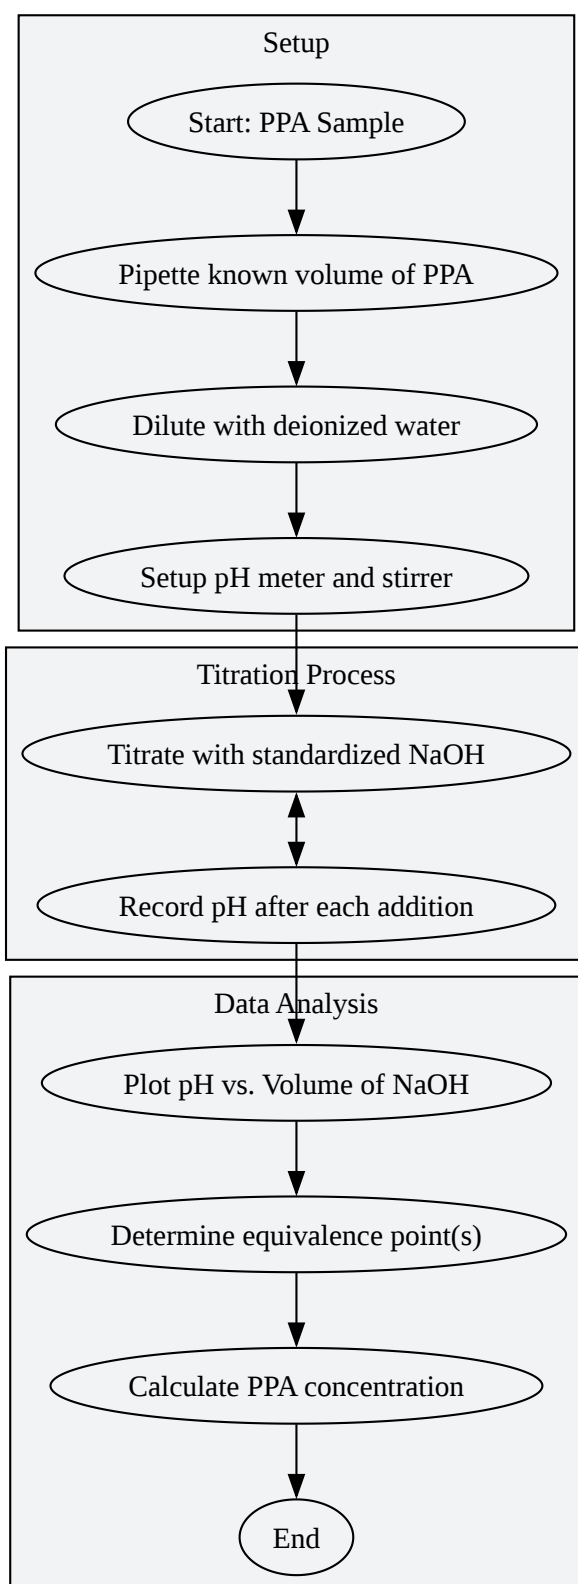 Setup
Start: PPA Sample
Pipette known volume of PPA
Dilute with deionized water
Setup pH meter and stirrer
Titration Process
Titrate with standardized NaOH
Record pH after each addition
Data Analysis
Plot pH vs. Volume of NaOH
Determine equivalence point(s)
Calculate PPA concentration
End